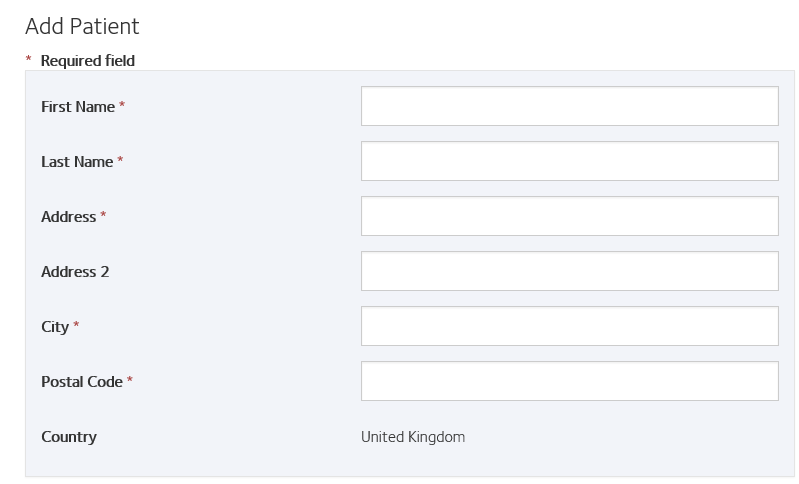 Add Patient
* Required field
First Name *
Last Name *
Address *
Address 2
City *
Postal Code *
Country United Kingdom